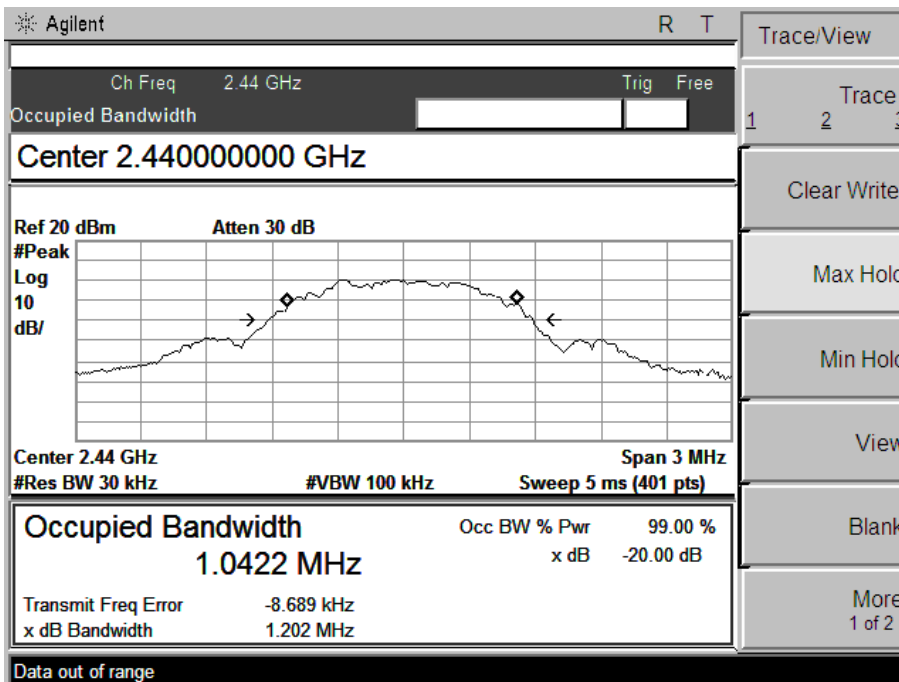 Agilent R T
Trace/View
Ch Freq 2.44 GHz Trig Free
Occupied Bandwidth
Center 2.440000000 GHz
Ref 20 dBm Atten 30 dB
#Peak
Log
10
dB/
Center 2.44 GHz Span 3 MHz
#Res BW 30 kHz #VBW 100 kHz Sweep 5 ms (401 pts)
Occupied Bandwidth
1.0422 MHz
Occ BW % Pwr 99.00 %
x dB -20.00 dB
Transmit Freq Error -8.689 kHz
x dB Bandwidth 1.202 MHz
Data out of range
Trace
1 2 3
Clear Write
Max Hold
Min Hold
View
Blank
More
1 of 2